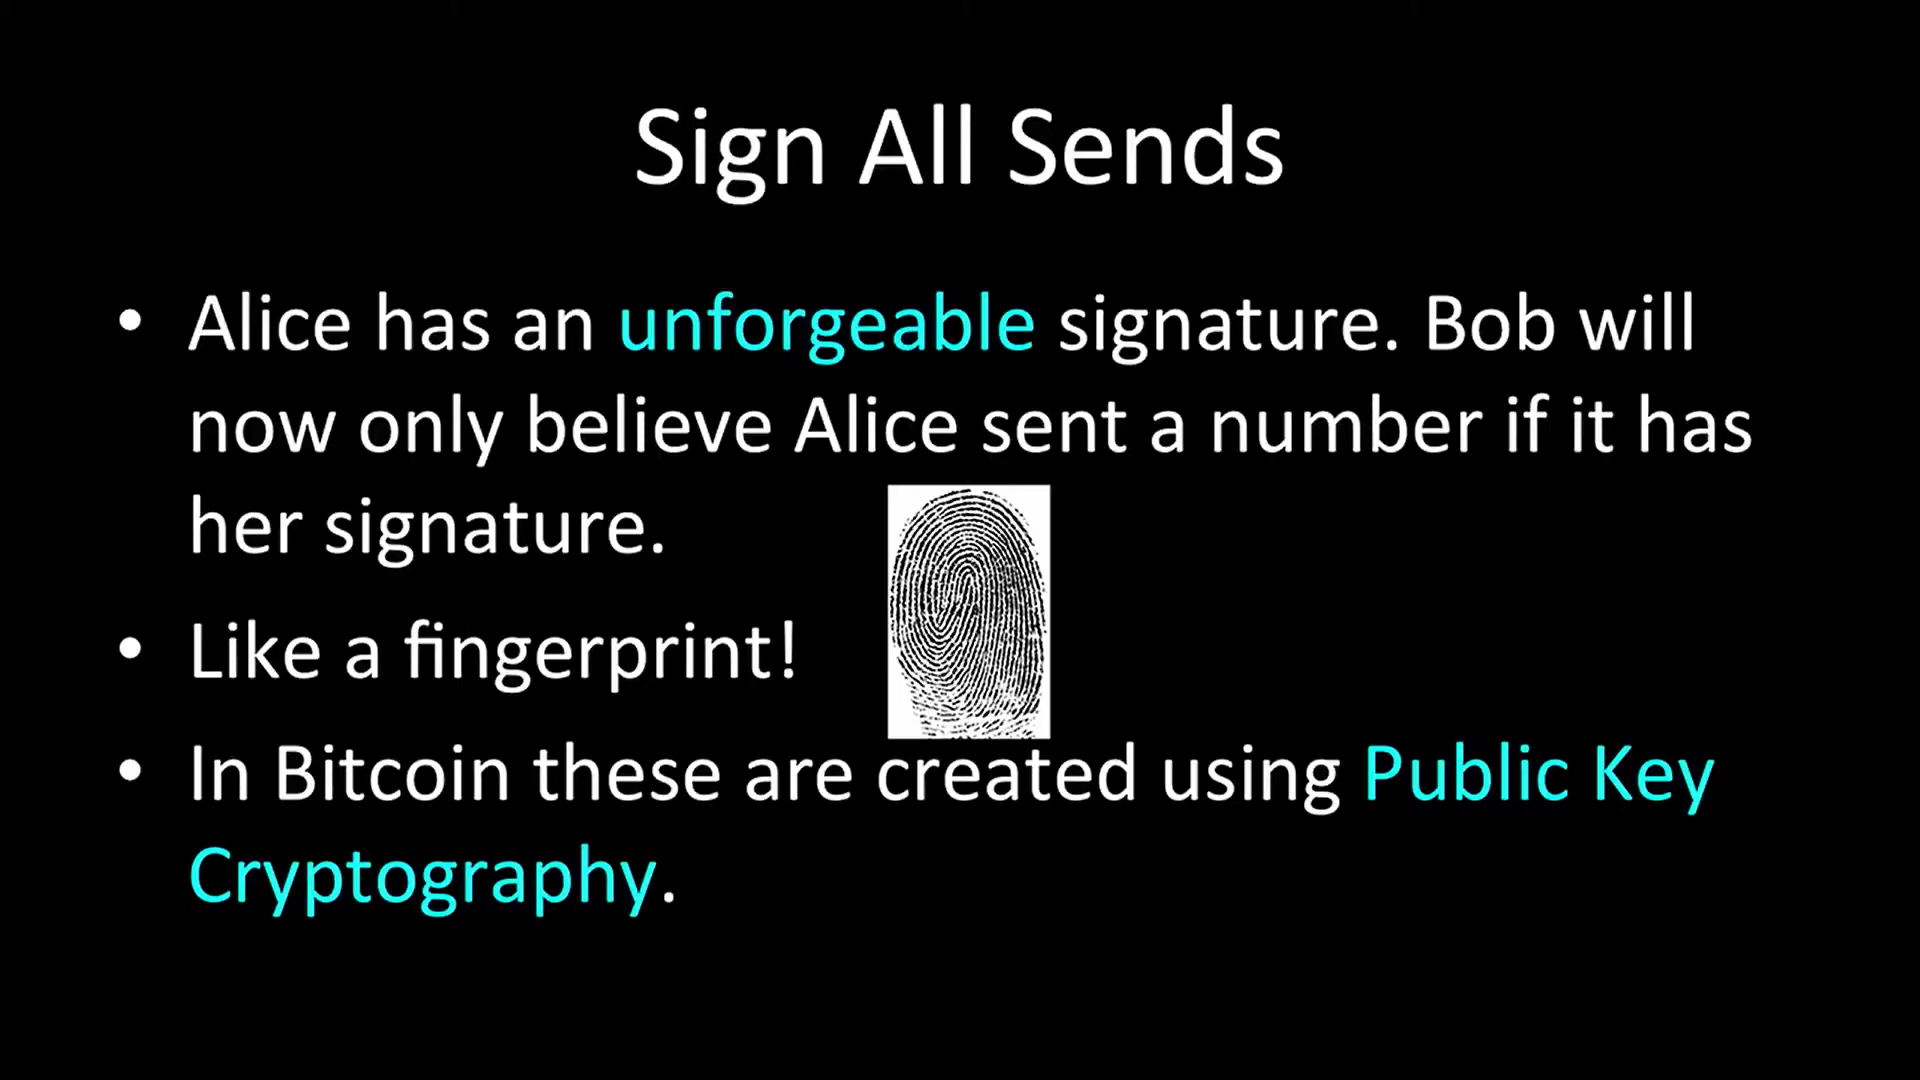 Sign All Sends
• Alice has an unforgeable signature. Bob will
now only believe Alice sent a number if it has
her signature.
• Like a fingerprint!
• In Bitcoin these are created using Public Key
Cryptography.